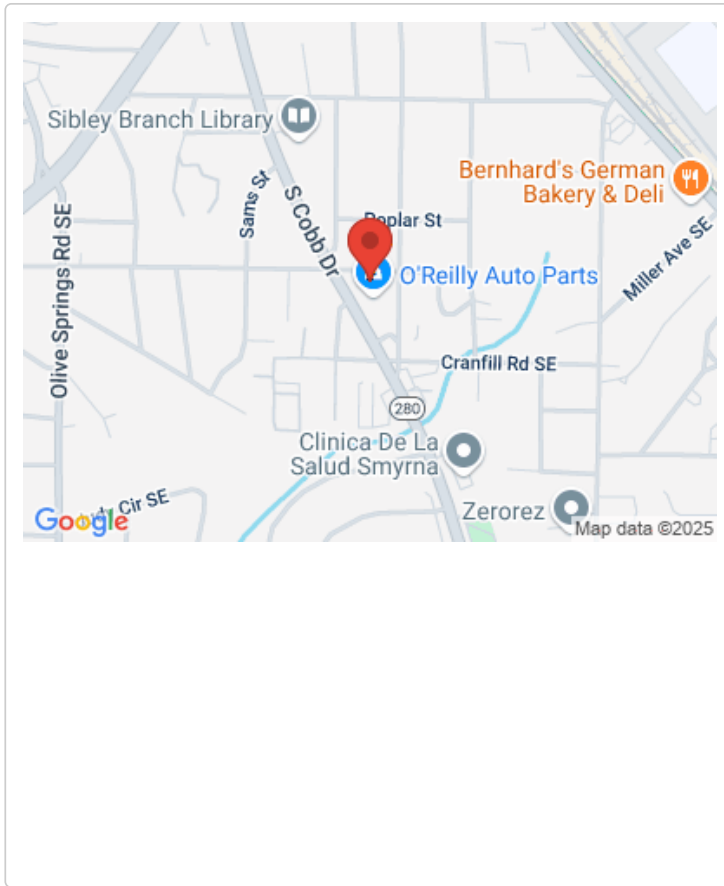 Sibley Branch Library
Bernhard's German
Bakery & Deli
Sams St
S Cobb Dr
Poplar St
Miller Ave SE
O'Reilly Auto Parts
Olive Springs Rd SE
Cranfill Rd SE
280
Clinica De La
Salud Smyrna
Cir SE
Zerorez
Google
Map data ©2025